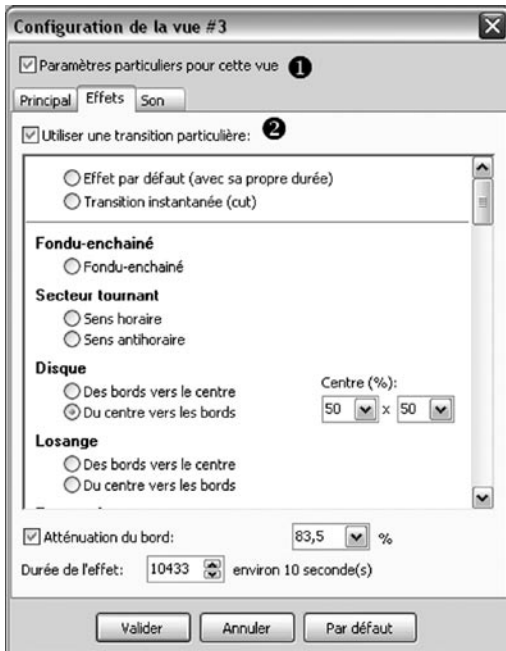 Configuration de la vue #3
Paramètres particuliers pour cette vue ❶
Principal Effets Son
Utiliser une transition particulière: ❷
Effet par défaut (avec sa propre durée)
Transition instantanée (cut)
Fondu-enchainé
Fondu-enchainé
Secteur tournant
Sens horaire
Sens antihoraire
Disque
Des bords vers le centre
Centre (%):
Du centre vers les bords
50 x 50
Losange
Des bords vers le centre
Du centre vers les bords
Atténuation du bord: 83,5 %
Durée de l'effet: 10433 environ 10 seconde(s)
Valider Annuler Par défaut